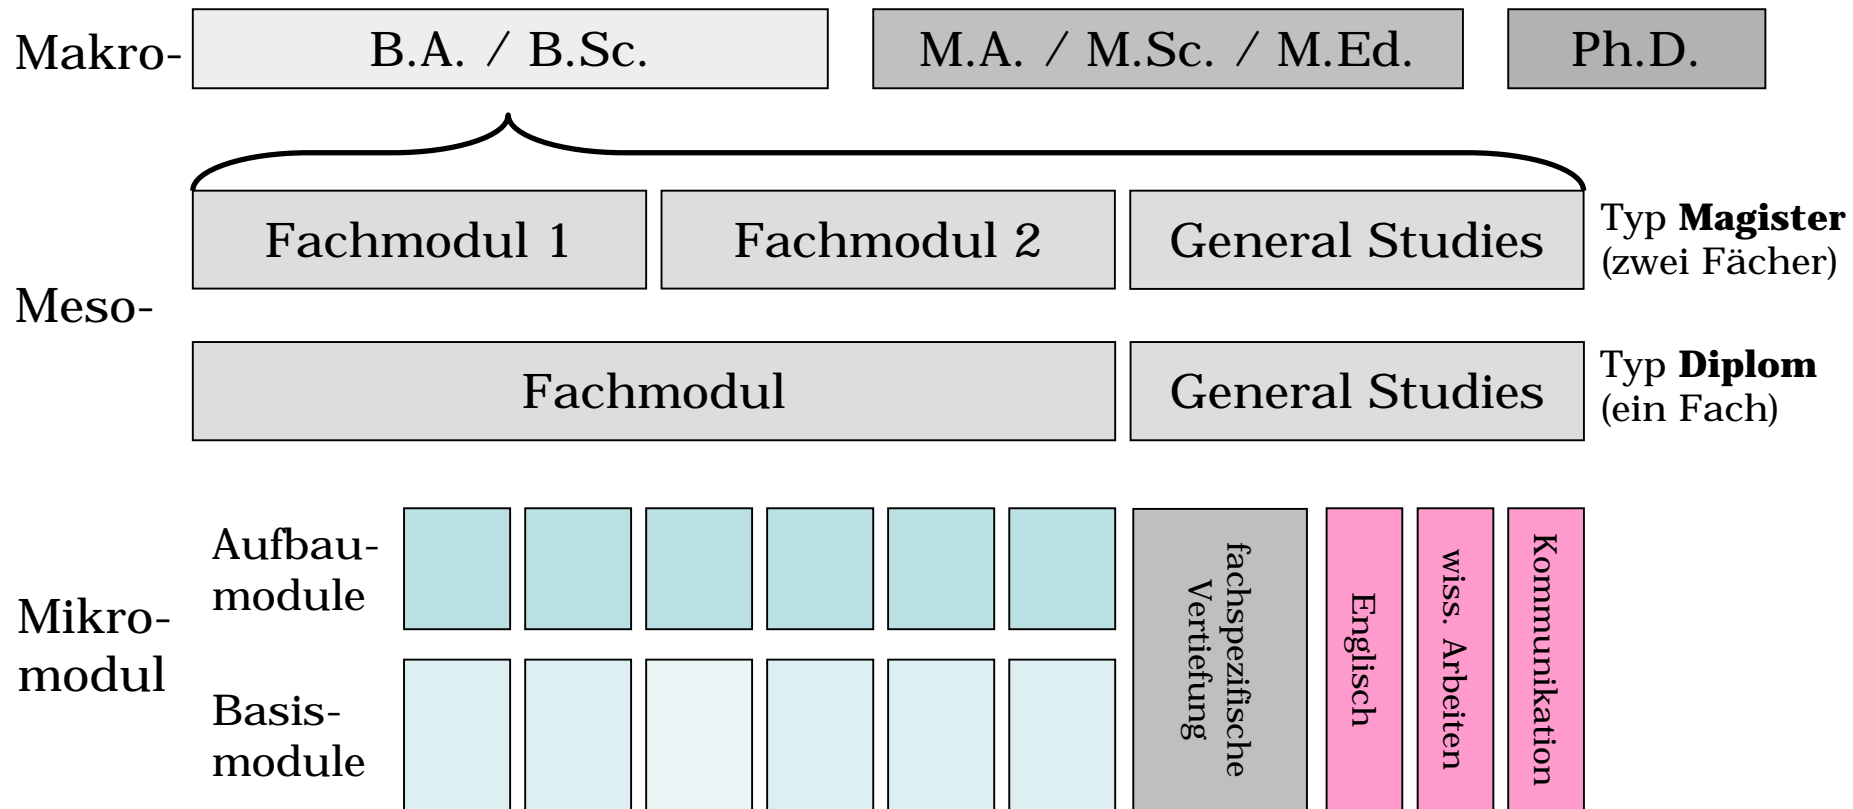 Makro-
B.A. / B.Sc.
M.A. / M.Sc. / M.Ed.
Ph.D.
Meso-
Fachmodul 1
Fachmodul 2
General Studies
Typ Magister
(zwei Fächer)
Fachmodul
General Studies
Typ Diplom
(ein Fach)
Mikro-
modul
Aufbau-
module
Basis-
module
fachspezifische
Vertiefung
Englisch
wiss. Arbeiten
Kommunikation